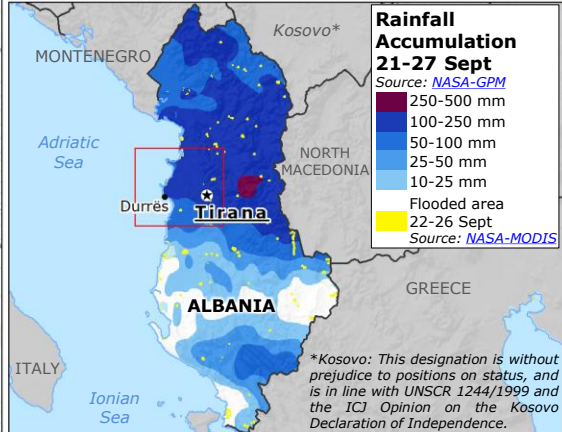 Rainfall
Accumulation
21-27 Sept
Source: NASA-GPM
250-500 mm
100-250 mm
50-100 mm
25-50 mm
10-25 mm
Flooded area
22-26 Sept
Source: NASA-MODIS
Kosovo*
MONTENEGRO
Adriatic
Sea
NORTH
MACEDONIA
Durrës
Tirana
GREECE
ALBANIA
ITALY
Ionian
Sea
*Kosovo: This designation is without
prejudice to positions on status, and
is in line with UNSCR 1244/1999 and
the ICJ Opinion on the Kosovo
Declaration of Independence.